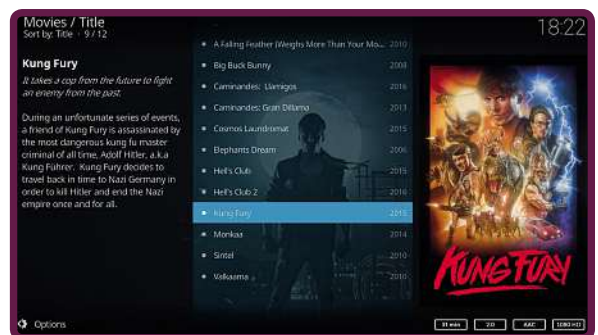 Movies / Title
Sort by: Title · 9 / 12
18:22
Kung Fury
It takes a cop from the future to fight
an enemy from the past.
During an unfortunate series of events,
a friend of Kung Fury is assassinated by
the most dangerous kung fu master
criminal of all time, Adolf Hitler, a.k.a
Kung Führer. Kung Fury decides to
travel back in time to Nazi Germany in
order to kill Hitler and end the Nazi
empire once and for all.
A Falling Feather (Weighs More Than Your Mo... 2010
Big Buck Bunny 2008
Caminandes: Llamigos 2016
Caminandes: Gran Dillama 2013
Cosmos Laundromat 2015
Elephants Dream 2006
Hell's Club 2015
Hell's Club 2 2016
Kung Fury 2015
Monkaa 2014
Sintel 2010
Valkaama 2010
KUNG FURY
Options
31 min 2.0 AAC 1080 HD